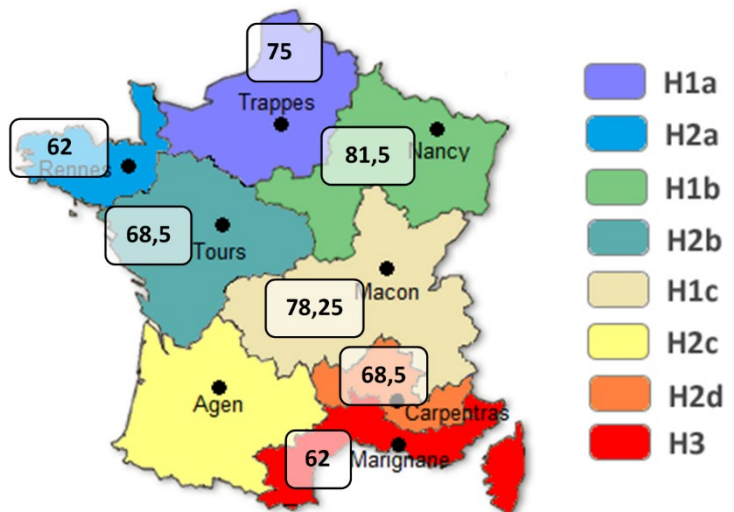 75
Trappes
62
Rennes
81,5
Nancy
68,5
Tours
Macon
78,25
68,5
Agen
Carpentras
62
Marignane
H1a
H2a
H1b
H2b
H1c
H2c
H2d
H3